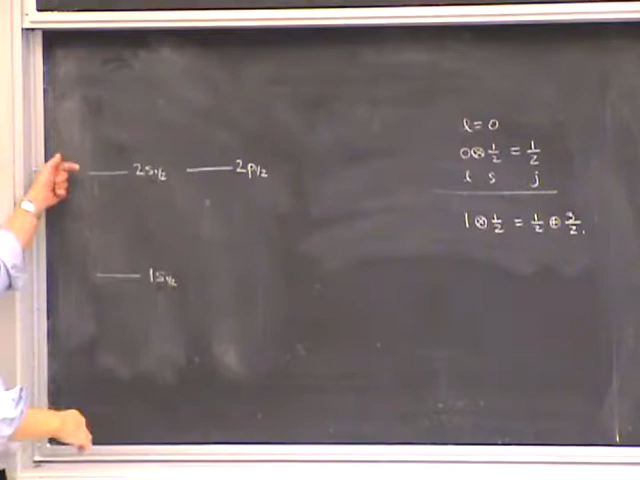 l = 0
0 ⊗ 1/2 = 1/2
l s j
1 ⊗ 1/2 = 1/2 ⊕ 3/2.
2s1/2 2p1/2
1s1/2